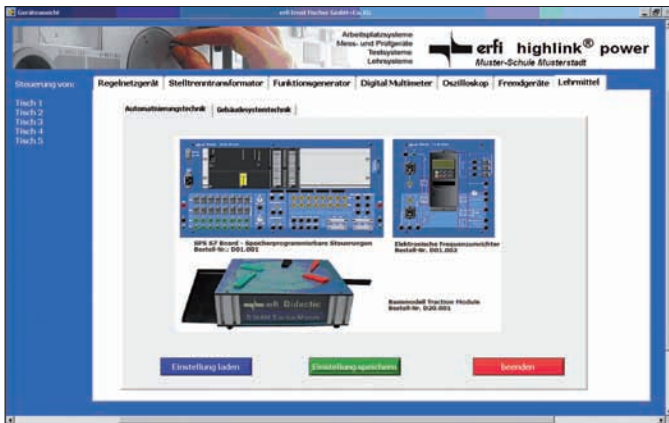 Geräteansicht
erfi Ernst Fischer GmbH+Co.KG
Arbeitsplatzsysteme
Mess- und Prüfgeräte
Testsysteme
Lehrsysteme
erfi highlink® power
Muster-Schule Musterstadt
Steuerung von:
Tisch 1
Tisch 2
Tisch 3
Tisch 4
Tisch 5
Regelnetzgerät Stelltrenntransformator Funktionsgenerator Digital Multimeter Oszilloskop Fremdgeräte Lehrmittel
Automatisierungstechnik Gebäudesystemtechnik
SPS S7 Board - Speicherprogrammierbare Steuerungen
Bestell-Nr.: D01.001
Elektronische Frequenzumrichter
Bestell-Nr. D01.002
erfi Didactic
Basismodell Traction Module
Bestell-Nr. D20.001
Einstellung laden
Einstellung speichern
beenden